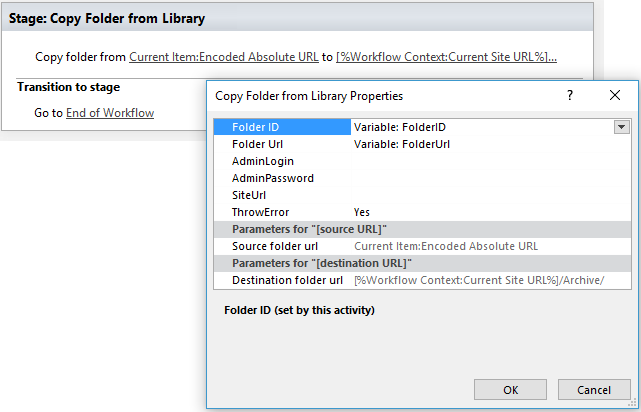 Stage: Copy Folder from Library
Copy folder from Current Item:Encoded Absolute URL to [%Workflow Context:Current Site URL%]...
Transition to stage
Go to End of Workflow
Copy Folder from Library Properties ? ×
Folder ID Variable: FolderID
Folder Url Variable: FolderUrl
AdminLogin
AdminPassword
SiteUrl
ThrowError Yes
Parameters for "[source URL]"
Source folder url Current Item:Encoded Absolute URL
Parameters for "[destination URL]"
Destination folder url [%Workflow Context:Current Site URL%]/Archive/
Folder ID (set by this activity)
OK Cancel